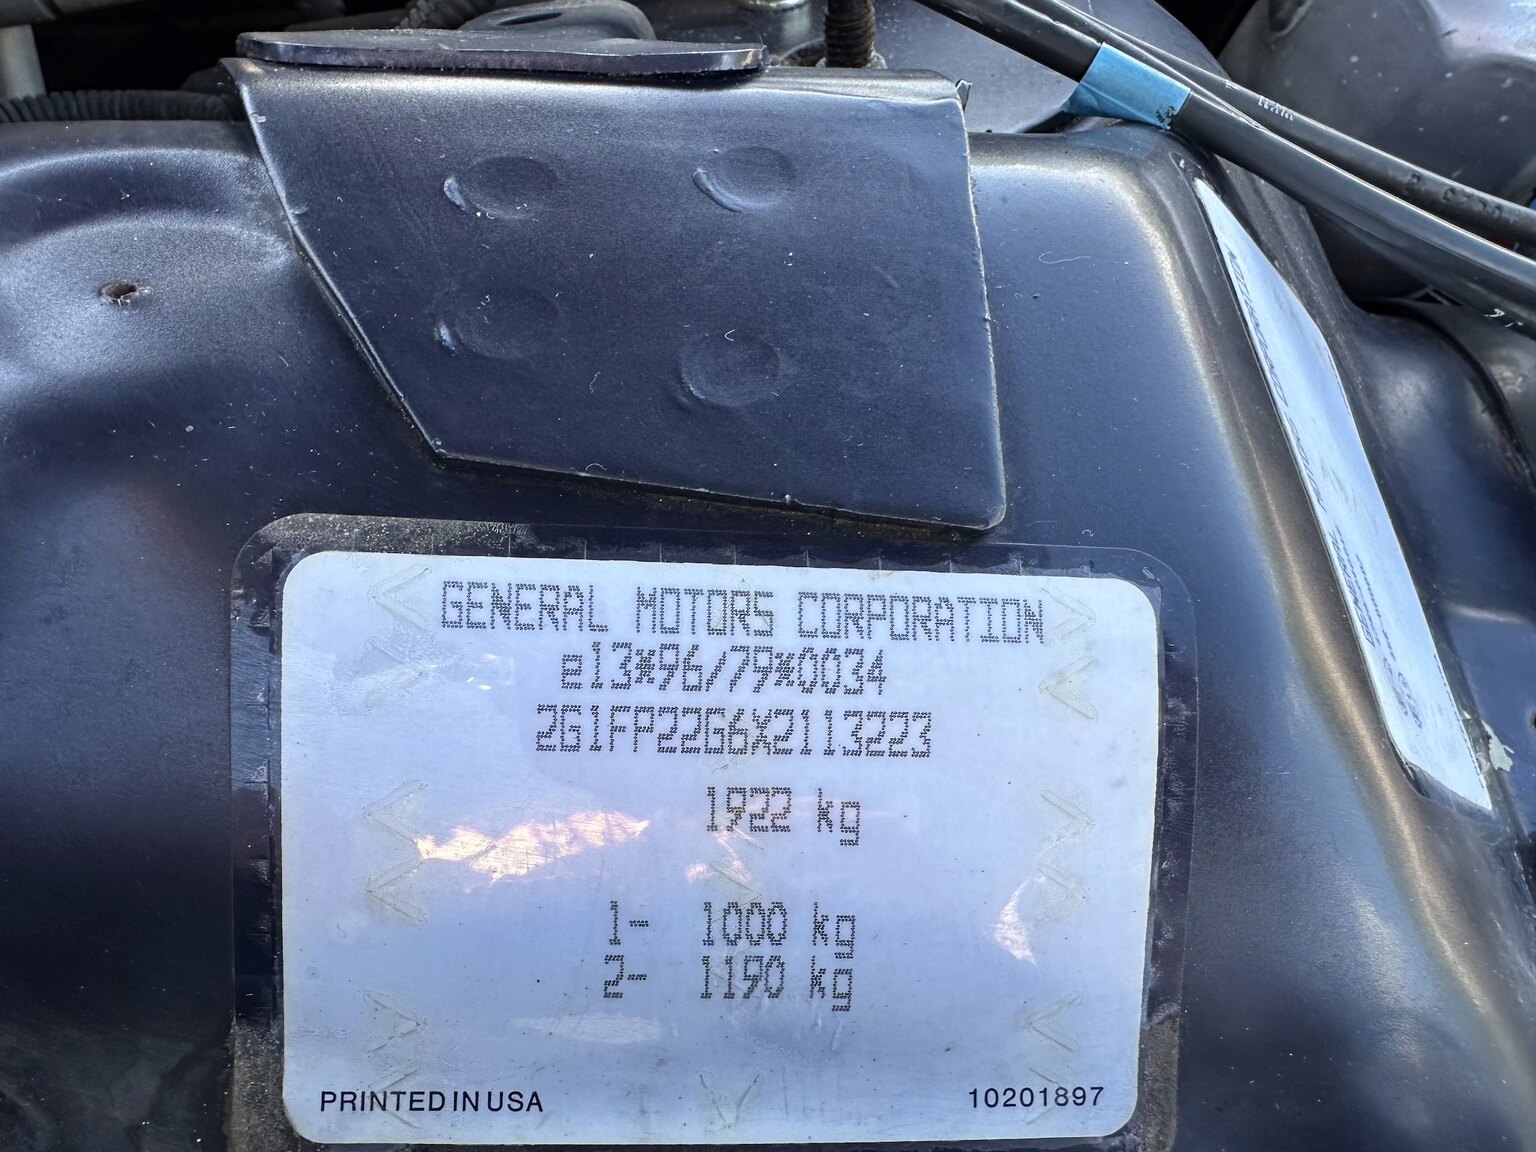 GENERAL MOTORS CORPORATION
e13*96/79*0034
2G1FP22G6X2113223
1922 kg
1- 1000 kg
2- 1190 kg
PRINTED IN USA
10201897